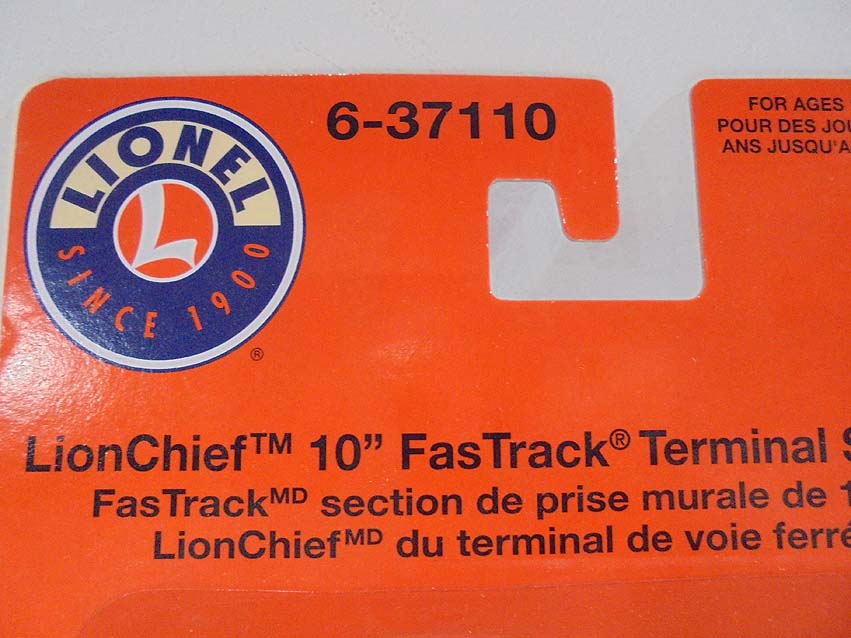 LIONEL
L
SINCE 1900
®
6-37110
FOR AGES
POUR DES
ANS JUSQU'A
LionChief™ 10” FasTrack® Terminal
FasTrackMD section de prise murale de
LionChiefMD du terminal de voie